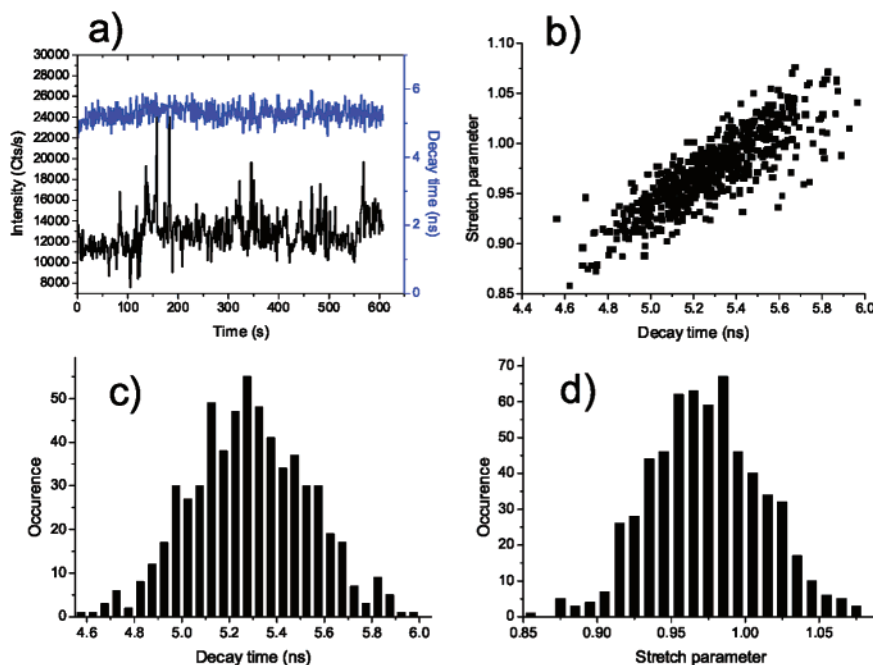 a)
30000
28000
26000
24000
22000
20000
18000
16000
14000
12000
10000
8000
Intensity (Cts/s)
6
4
2
0
Decay time (ns)
0 100 200 300 400 500 600
Time (s)
b)
1.10
1.05
1.00
0.95
0.90
0.85
Stretch parameter
4.4 4.6 4.8 5.0 5.2 5.4 5.6 5.8 6.0
Decay time (ns)
c)
50
40
30
20
10
0
Occurence
4.6 4.8 5.0 5.2 5.4 5.6 5.8 6.0
Decay time (ns)
d)
70
60
50
40
30
20
10
0
Occurence
0.85 0.90 0.95 1.00 1.05
Stretch parameter